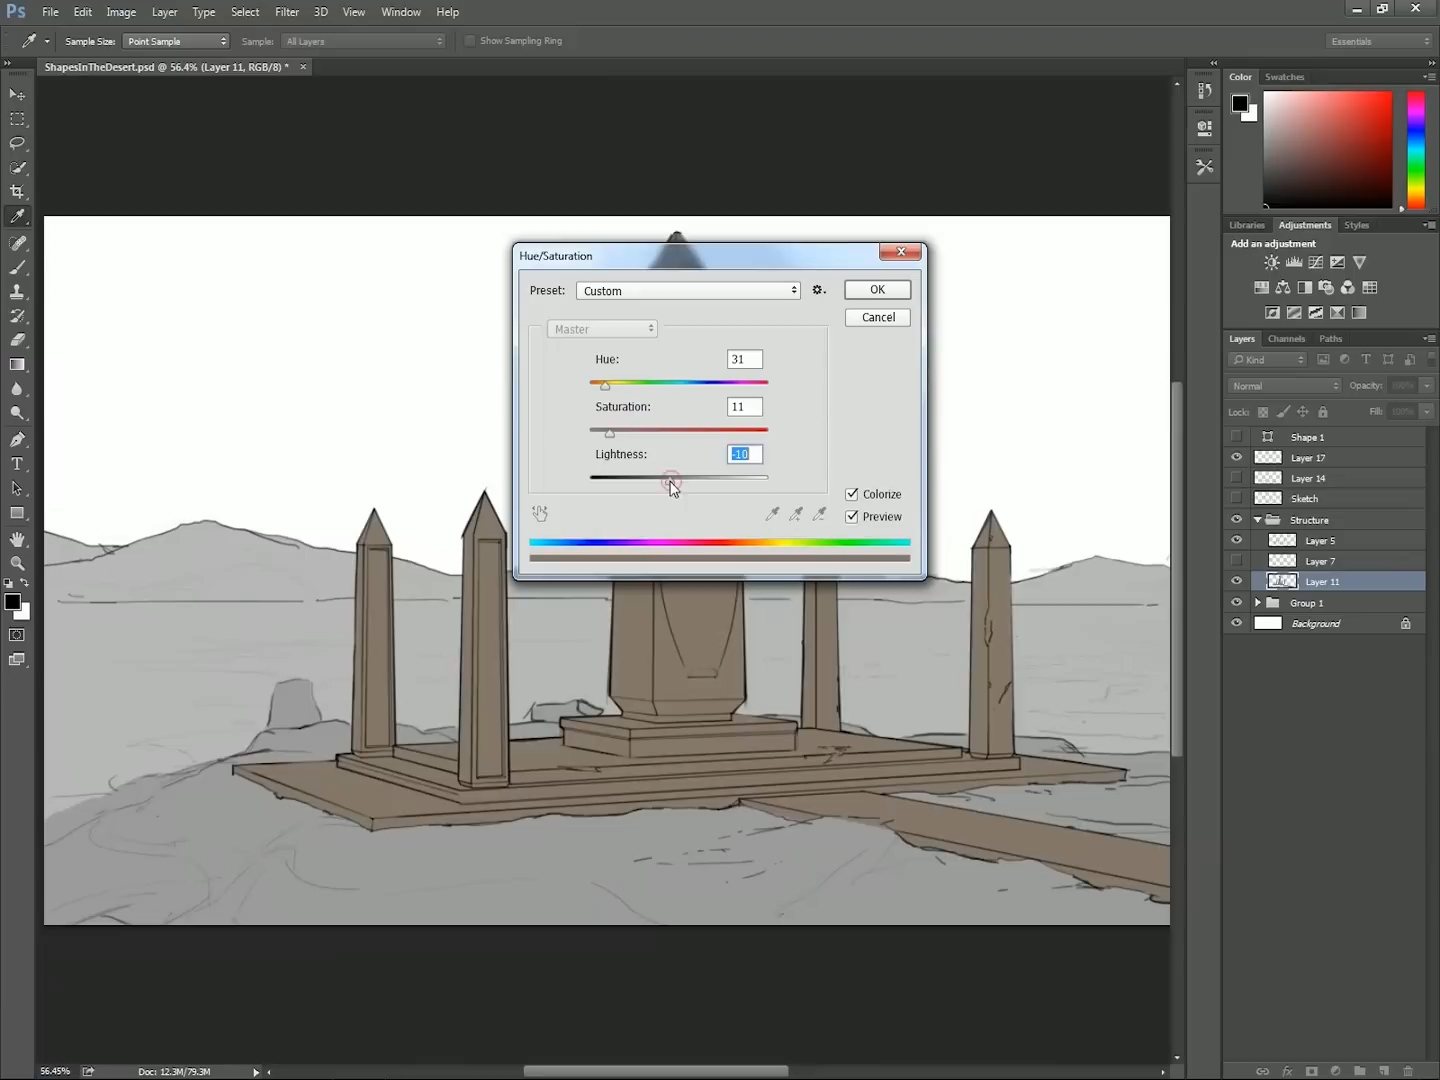 Ps File Edit Image Layer Type Select Filter 3D View Window Help
Sample Size: Point Sample Sample: All Layers Show Sampling Ring Essentials
ShapesInTheDesert.psd @ 56.4% (Layer 11, RGB/8) *
Color Swatches
Libraries Adjustments Styles
Add an adjustment
Hue/Saturation
Preset: Custom OK
Cancel
Master
Hue: 31
Saturation: 11
Lightness: -10
Colorize
Preview
Layers Channels Paths
Kind
Normal Opacity: 100%
Lock: Fill: 100%
Shape 1
Layer 17
Layer 14
Sketch
Structure
Layer 5
Layer 7
Layer 11
Group 1
Background
56.45% Doc: 12.3M/79.3M